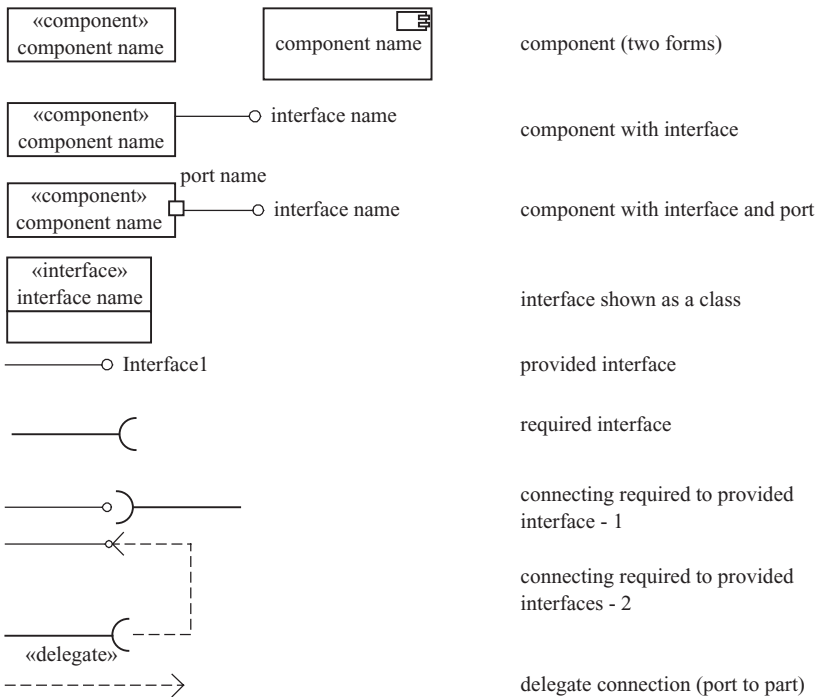 «component»
component name
component name
component (two forms)
«component»
component name
interface name
component with interface
port name
«component»
component name
interface name
component with interface and port
«interface»
interface name
interface shown as a class
Interface1
provided interface
required interface
connecting required to provided
interface - 1
connecting required to provided
interfaces - 2
«delegate»
delegate connection (port to part)